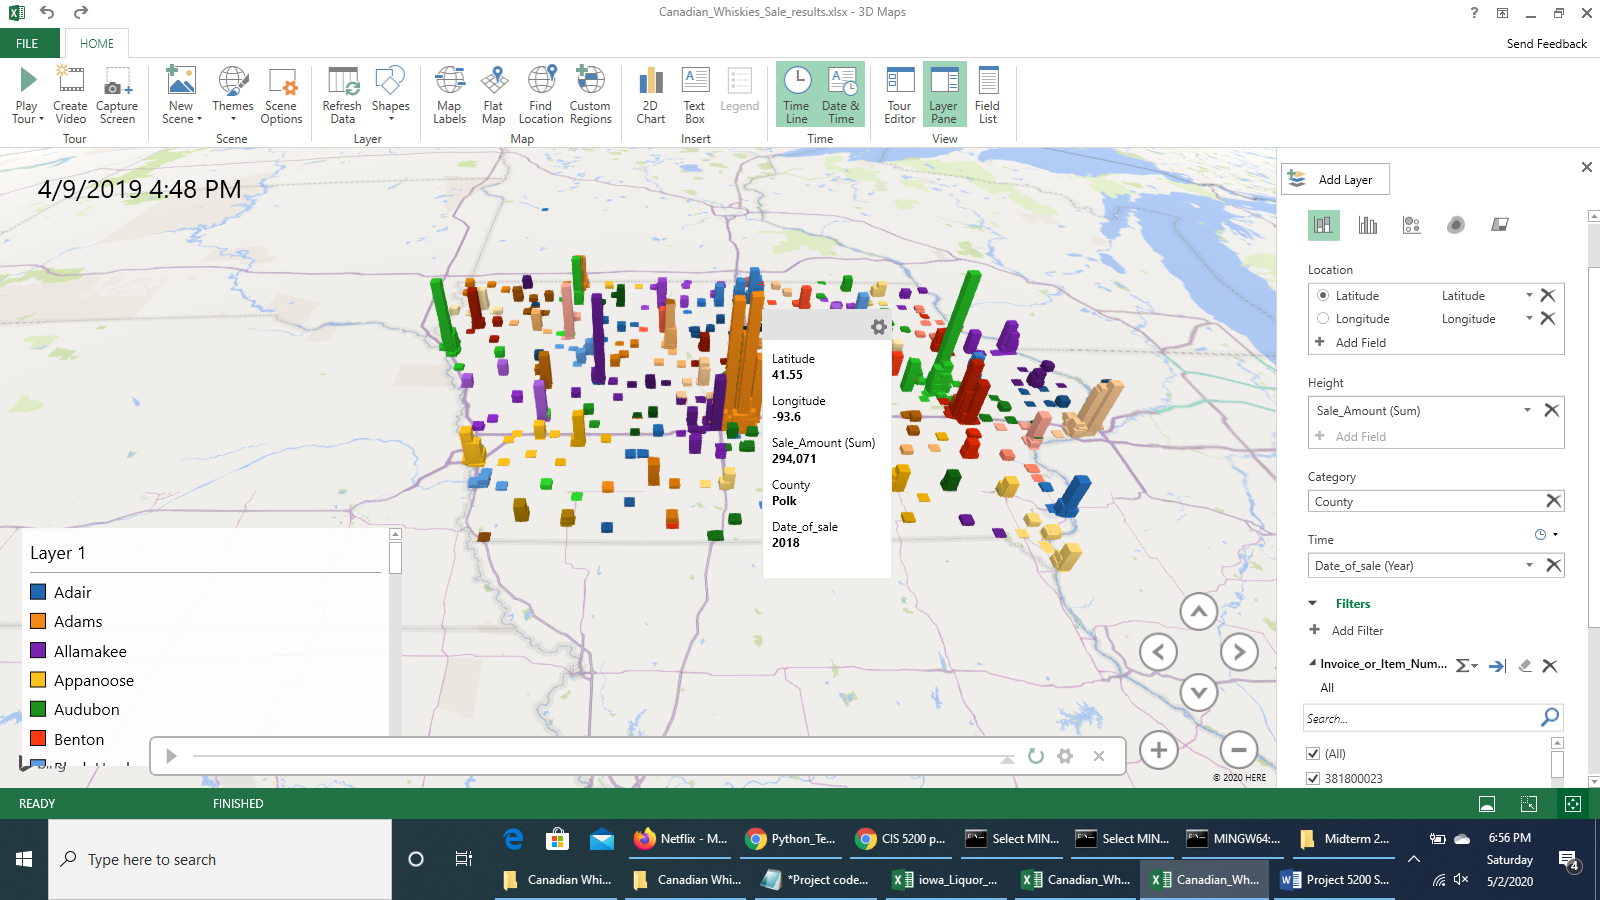 Canadian_Whiskies_Sale_results.xlsx - 3D Maps
?
FILE
HOME
Send Feedback
Play Tour
Create Video
Capture Screen
Tour
New Scene
Themes
Scene Options
Scene
Refresh Data
Shapes
Layer
Map Labels
Flat Map
Find Location
Custom Regions
Map
2D Chart
Text Box
Legend
Insert
Time Line
Date & Time
Time
Tour Editor
Layer Pane
Field List
View
4/9/2019 4:48 PM
Latitude
41.55
Longitude
-93.6
Sale_Amount (Sum)
294,071
County
Polk
Date_of_sale
2018
Layer 1
Adair
Adams
Allamakee
Appanoose
Audubon
Benton
© 2020 HERE
Add Layer
Location
Latitude Latitude
Longitude Longitude
Add Field
Height
Sale_Amount (Sum)
Add Field
Category
County
Time
Date_of_sale (Year)
Filters
Add Filter
Invoice_or_Item_Num...
All
Search...
(All)
381800023
READY
FINISHED
Type here to search
Netflix - M...
Python_Te...
CIS 5200 p...
Select MIN...
Select MIN...
MINGW64:...
Midterm 2...
Canadian Whi...
Canadian Whi...
*Project code...
iowa_Liquor_...
Canadian_Wh...
Canadian_Wh...
Project 5200 S...
6:56 PM
Saturday
5/2/2020
4